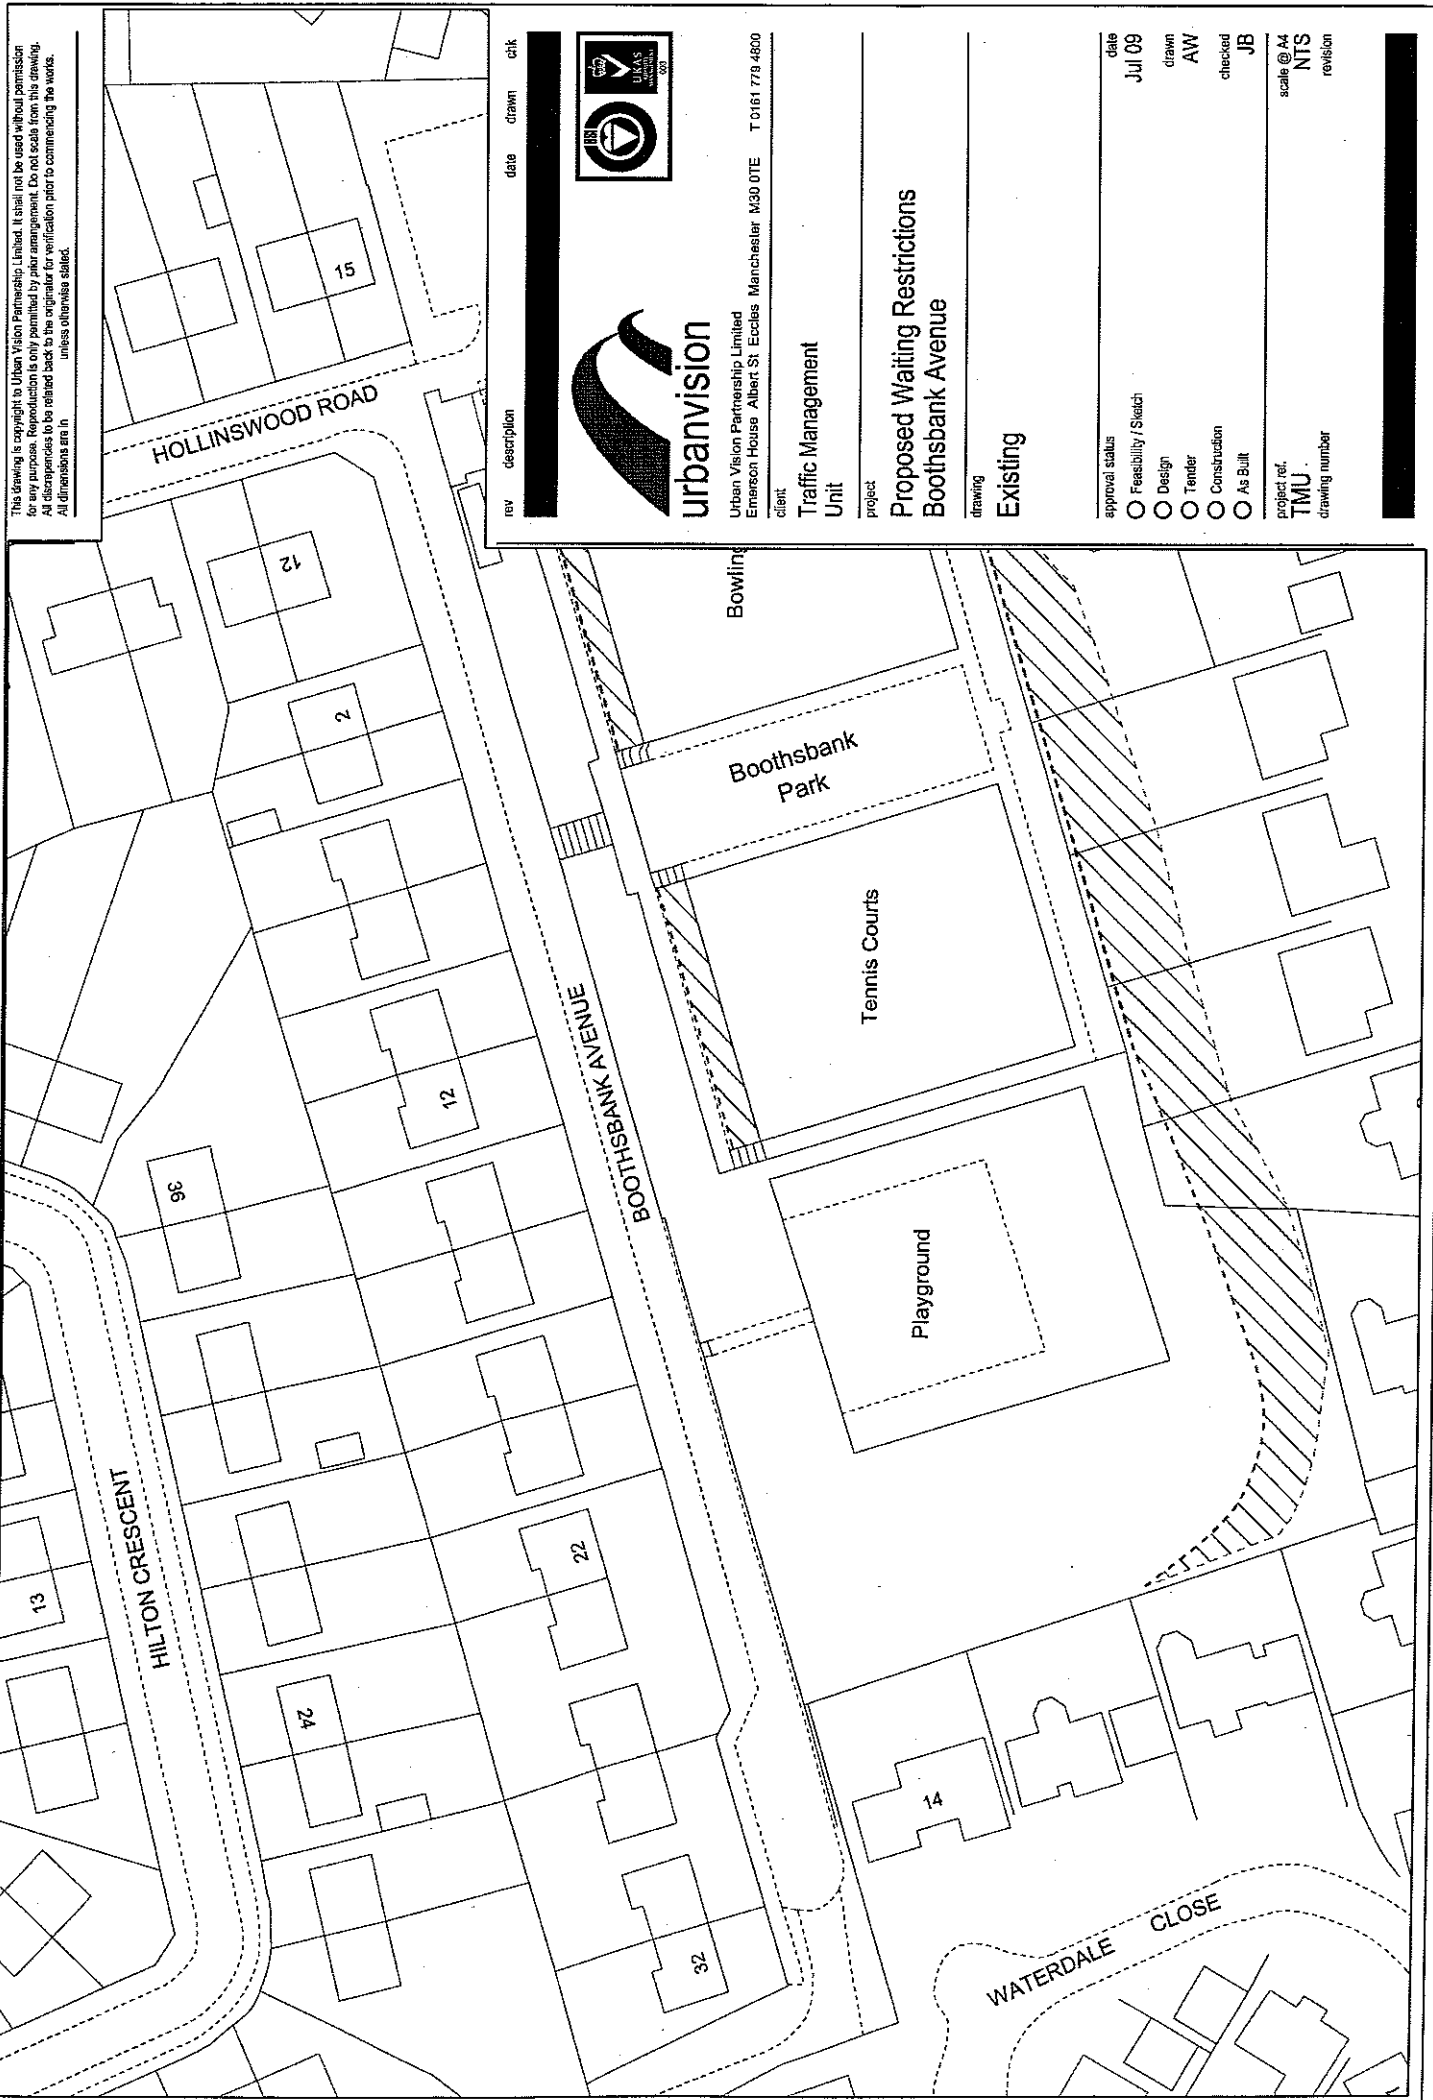 This drawing is copyright to Urban Vision Partnership Limited. It shall not be used without permission
for any purpose. Reproduction is only permitted by prior arrangement. Do not scale from this drawing.
All discrepancies to be related back to the originator for verification prior to commencing the works.
All dimensions are in unless otherwise stated.
rev description date drawn chk
BSI
UKAS
QUALITY
MANAGEMENT
003
urbanvision
Urban Vision Partnership Limited
Emerson House Albert St Eccles Manchester M30 0TE T 0161 779 4800
client
Traffic Management
Unit
project
Proposed Waiting Restrictions
Boothsbank Avenue
drawing
Existing
approval status
Feasibility / Sketch
Design
Tender
Construction
As Built
date
Jul 09
drawn
AW
checked
JB
project ref.
TMU
scale @ A4
NTS
drawing number
revision
HOLLINSWOOD ROAD
15
12
2
12
36
22
24
13
32
14
HILTON CRESCENT
BOOTHSBANK AVENUE
Bowling
Boothsbank
Park
Tennis Courts
Playground
WATERDALE CLOSE